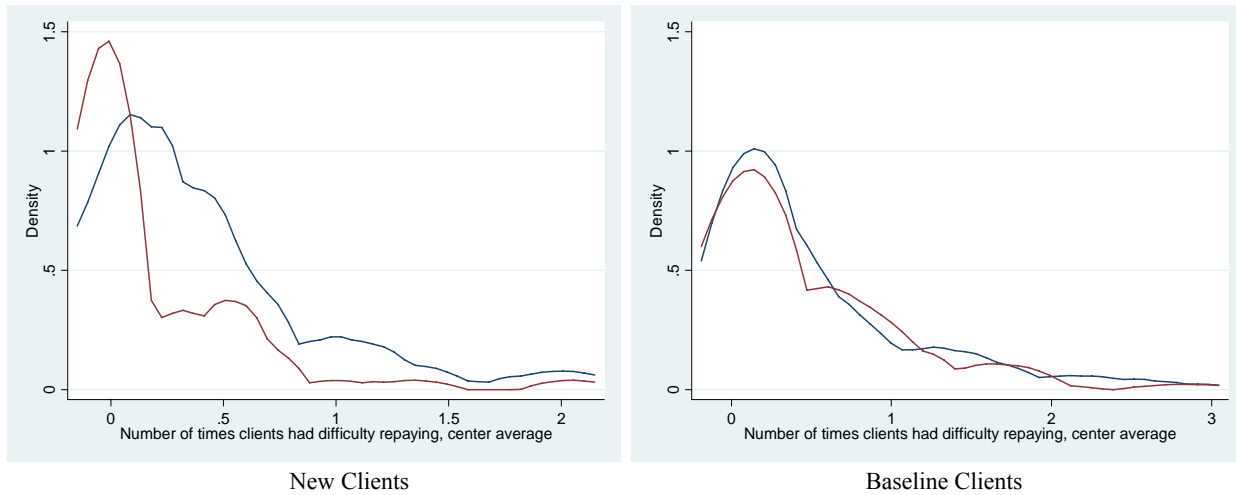 1.5
1
.5
0
Density
0 .5 1 1.5 2
Number of times clients had difficulty repaying, center average
New Clients
1.5
1
.5
0
Density
0 1 2 3
Number of times clients had difficulty repaying, center average
Baseline Clients